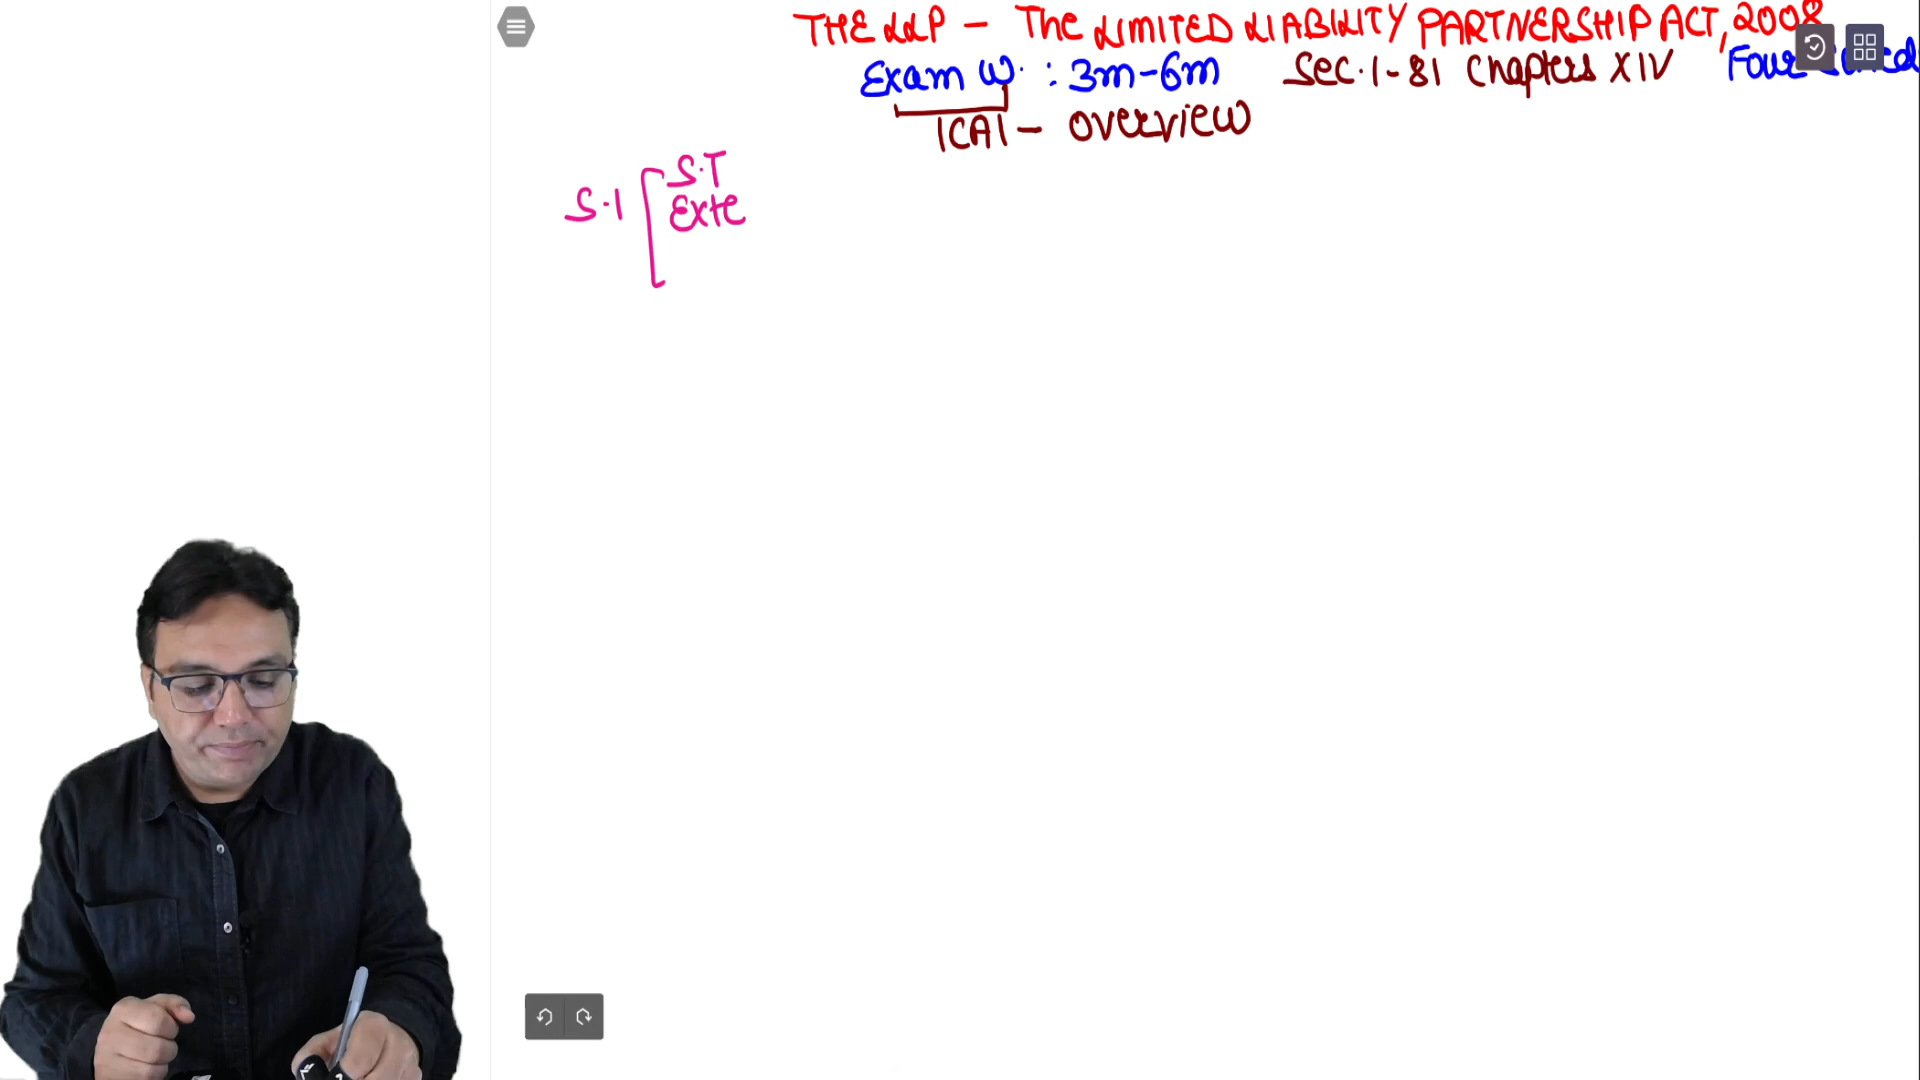 THE LLP - The LIMITED LIABILITY PARTNERSHIP ACT, 2008
Exam W. : 3m-6m Sec.1-81 Chapters XIV Four
ICAI - Overview
S.1 S.T
Exte